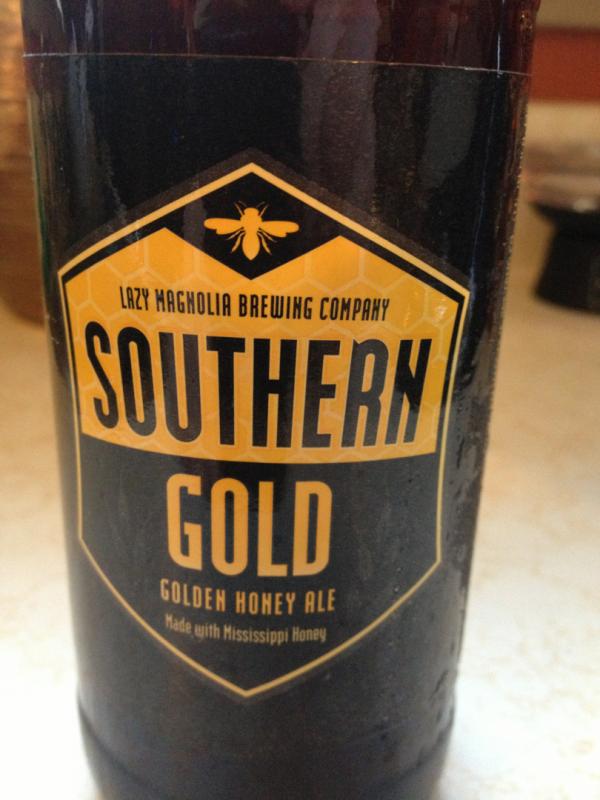 LAZY MAGNOLIA BREWING COMPANY
SOUTHERN
GOLD
GOLDEN HONEY ALE
Made with Mississippi Honey